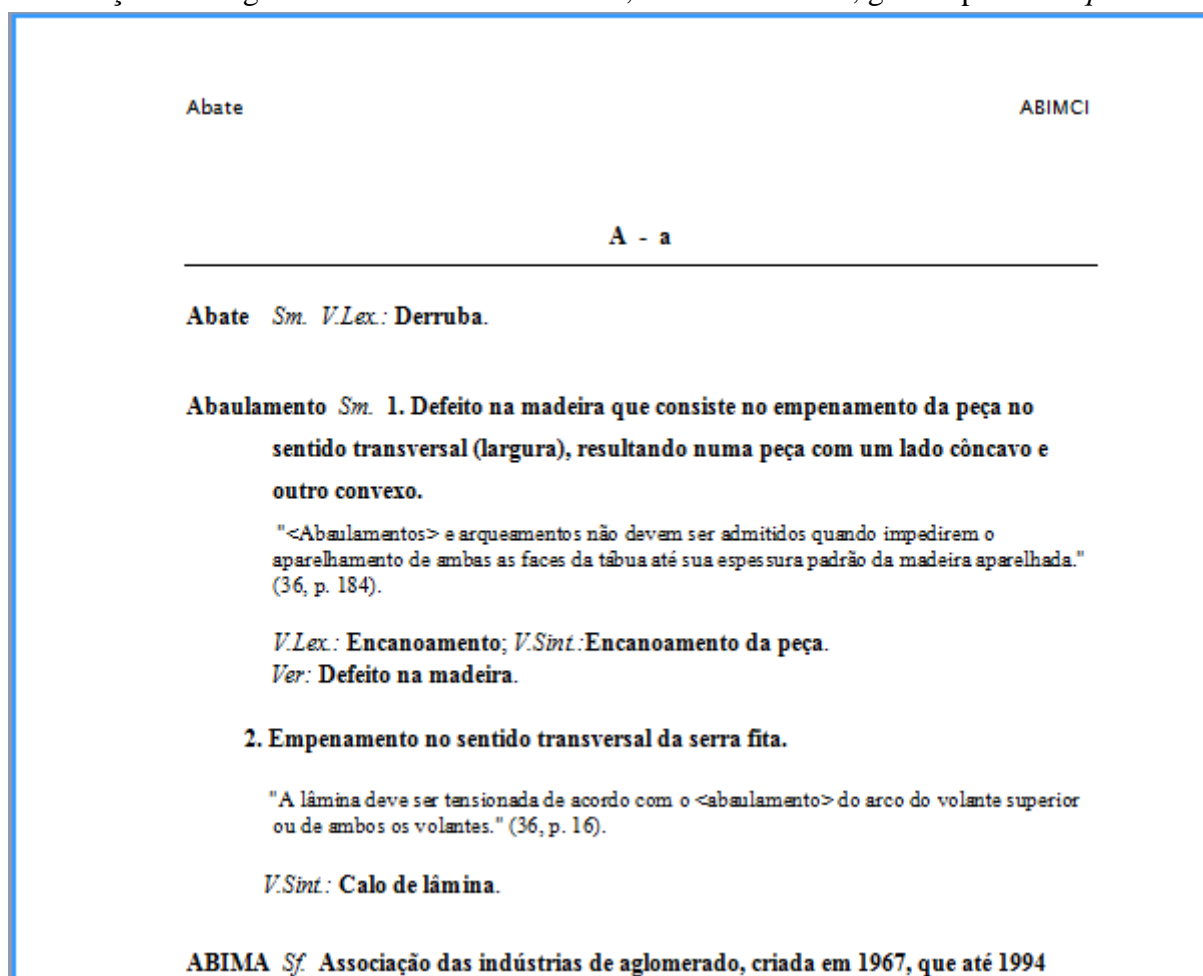 Abate ABIMCI
A - a
Abate Sm. V.Lex.: Derruba.
Abaulamento Sm. 1. Defeito na madeira que consiste no empenamento da peça no
sentido transversal (largura), resultando numa peça com um lado côncavo e
outro convexo.
"<Abaulamentos> e arqueamentos não devem ser admitidos quando impedirem o
aparelhamento de ambas as faces da tábua até sua espessura padrão da madeira aparelhada."
(36, p. 184).
V.Lex.: Encanoamento; V.Sint.:Encanoamento da peça.
Ver: Defeito na madeira.
2. Empenamento no sentido transversal da serra fita.
"A lâmina deve ser tensionada de acordo com o <abaulamento> do arco do volante superior
ou de ambos os volantes." (36, p. 16).
V.Sint.: Calo de lâmina.
ABIMA Sf. Associação das indústrias de aglomerado, criada em 1967, que até 1994